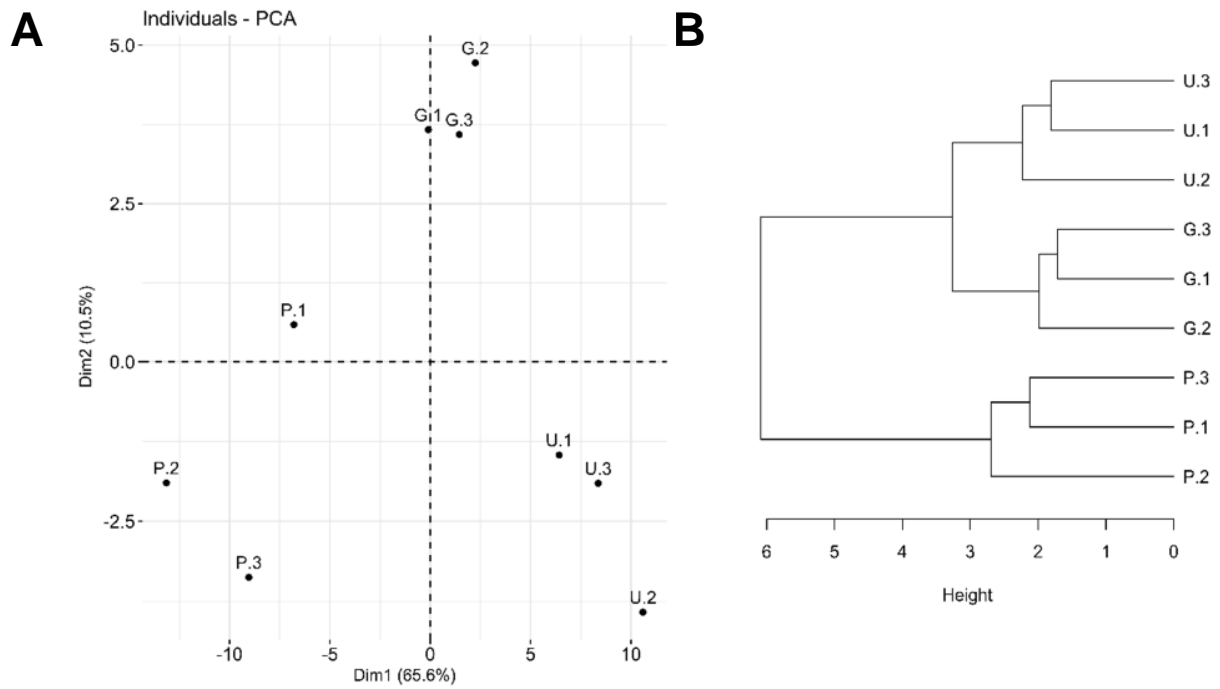 A
Individuals - PCA
5.0
2.5
0.0
-2.5
Dim2 (10.5%)
G.2
G.1 G.3
P.1
U.1
P.2 U.3
P.3
U.2
-10 -5 0 5 10
Dim1 (65.6%)
B
U.3
U.1
U.2
G.3
G.1
G.2
P.3
P.1
P.2
6 5 4 3 2 1 0
Height